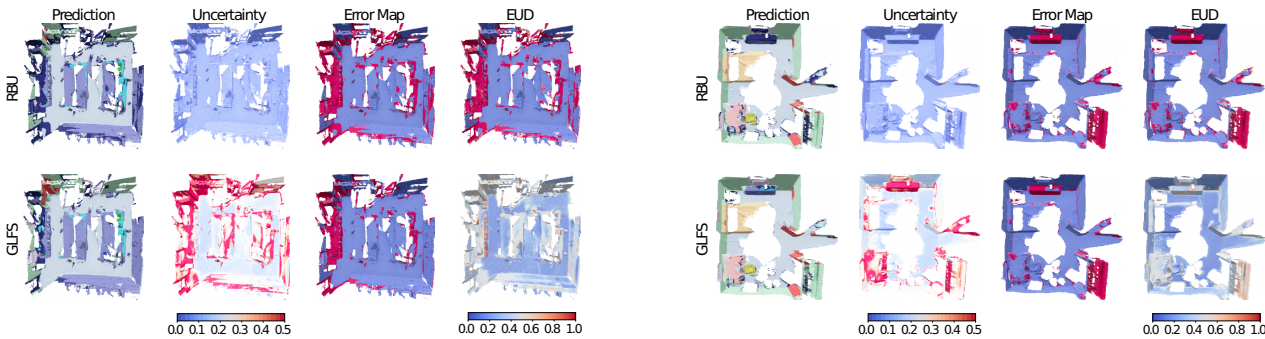 Prediction Uncertainty Error Map EUD Prediction Uncertainty Error Map EUD
RBU RBU
GLFS GLFS
0.0 0.1 0.2 0.3 0.4 0.5 0.0 0.2 0.4 0.6 0.8 1.0 0.0 0.1 0.2 0.3 0.4 0.5 0.0 0.2 0.4 0.6 0.8 1.0